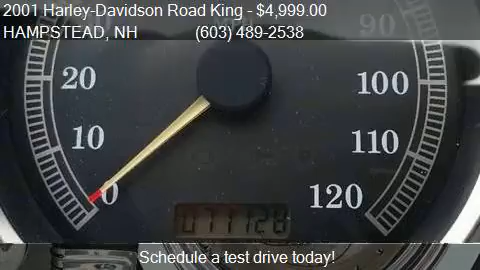 2001 Harley-Davidson Road King - $4,999.00
HAMPSTEAD, NH (603) 489-2538
90
20 100
10 110
0 120
071128
Schedule a test drive today!